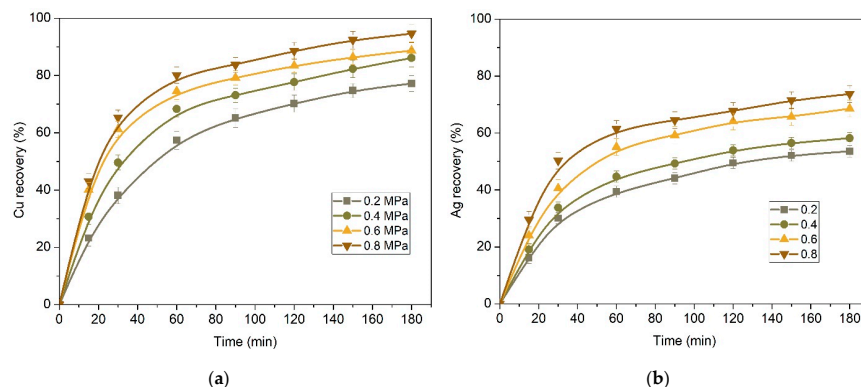 100
80
60
40
20
0
Cu recovery (%)
0.2 MPa
0.4 MPa
0.6 MPa
0.8 MPa
0 20 40 60 80 100 120 140 160 180
Time (min)
(a)
100
80
60
40
20
0
Ag recovery (%)
0.2
0.4
0.6
0.8
0 20 40 60 80 100 120 140 160 180
Time (min)
(b)